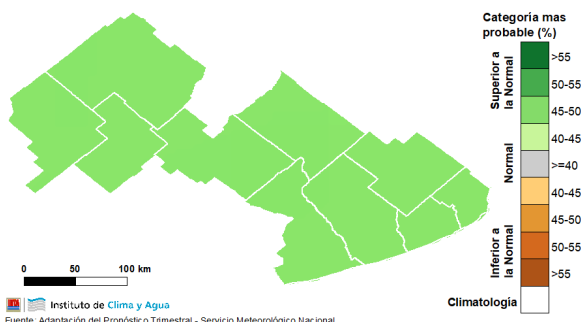 Categoría mas
probable (%)
Superior a
la Normal
>55
50-55
45-50
40-45
Normal
>=40
Inferior a
la Normal
40-45
45-50
50-55
>55
Climatología
0 50 100 km
Instituto de Clima y Agua
Fuente: Adaptación del Pronóstico Trimestral - Servicio Meteorológico Nacional